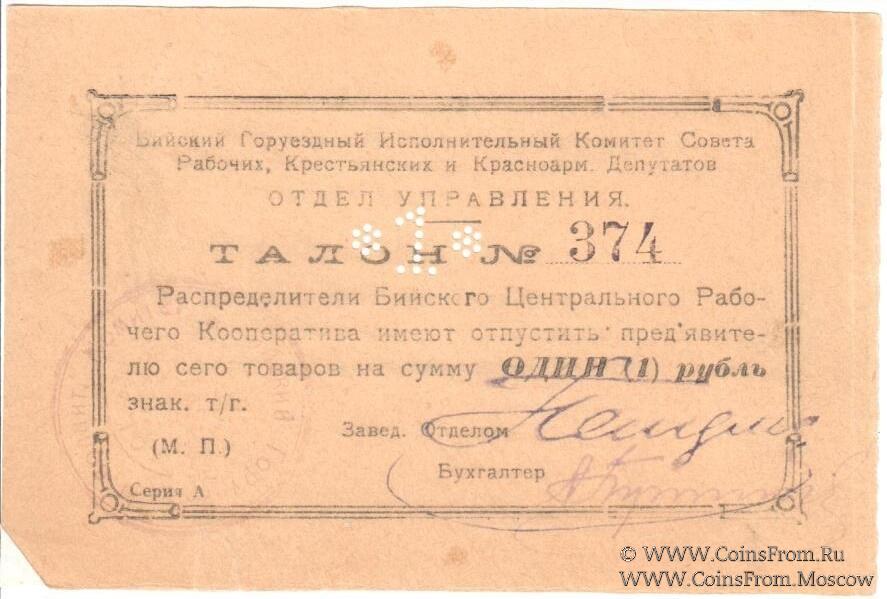 Бийский Горуездный Исполнительный Комитет Совета
Рабочих, Крестьянских и Красноарм. Депутатов
ОТДЕЛ УПРАВЛЕНИЯ.
*1*
ТАЛОН № 374
Распределители Бийского Центрального Рабо-
чего Кооператива имеют отпустить пред'явите-
лю сего товаров на сумму ОДИН (1) рубль
знак. т/г.
Завед. Отделом
(М. П.)
Бухгалтер
Серия А
© WWW.CoinsFrom.Ru
WWW.CoinsFrom.Moscow